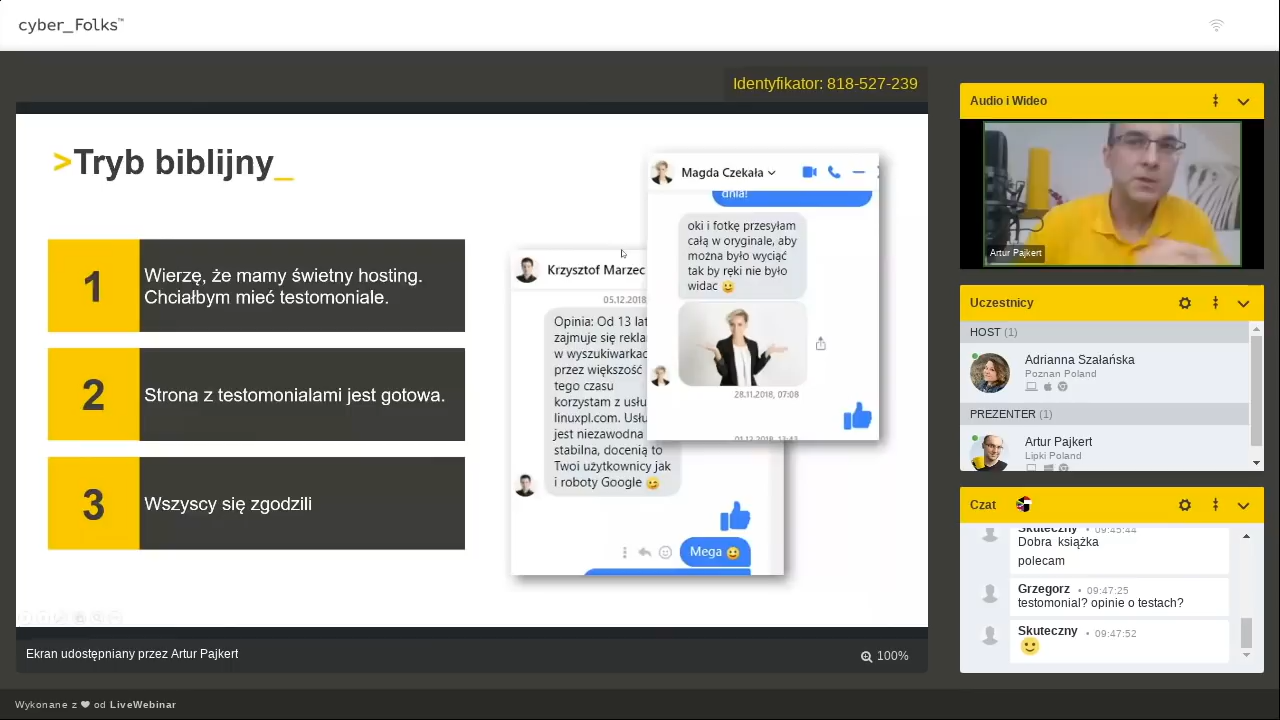 cyber_Folks™
Identyfikator: 818-527-239
>Tryb biblijny_
1
Wierzę, że mamy świetny hosting.
Chciałbym mieć testomoniale.
2
Strona z testomonialami jest gotowa.
3
Wszyscy się zgodzili
Krzysztof Marzec
05.12.2018
Opinia: Od 13 lat
zajmuje się rekla
w wyszukiwarkac
przez większość
tego czasu
korzystam z usłu
linuxpl.com. Usłu
jest niezawodna
stabilna, docenią to
Twoi użytkownicy jak
i roboty Google 😉
Mega 😉
Magda Czekała
dnia!
oki i fotkę przesyłam
całą w oryginale, aby
można było wyciąć
tak by ręki nie było
widac 🙂
28.11.2018, 07:08
Ekran udostępniany przez Artur Pajkert
100%
Audio i Wideo
Artur Pajkert
Uczestnicy
HOST (1)
Adrianna Szałańska
Poznan Poland
PREZENTER (1)
Artur Pajkert
Lipki Poland
Czat
Skuteczny • 09:45:44
Dobra książka
polecam
Grzegorz • 09:47:25
testomonial? opinie o testach?
Skuteczny • 09:47:52
🙂
Wykonane z ❤ od LiveWebinar